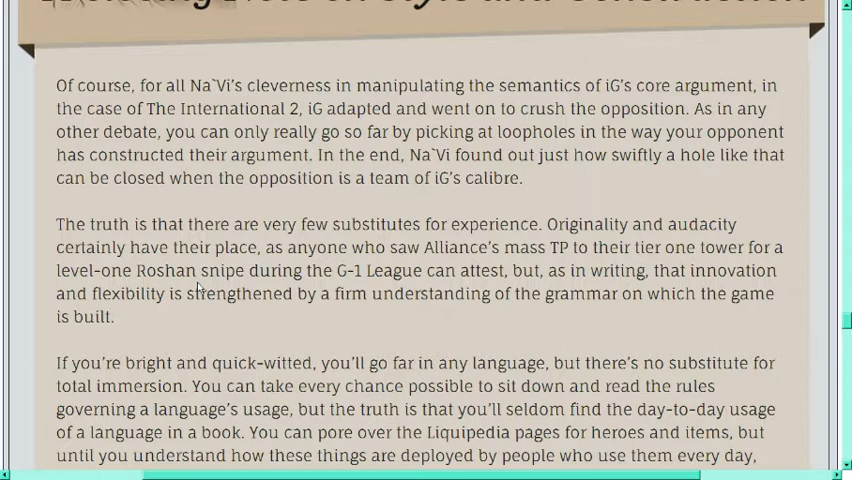 Note on Style and Construction
Of course, for all Na`Vi's cleverness in manipulating the semantics of iG's core argument, in
the case of The International 2, iG adapted and went on to crush the opposition. As in any
other debate, you can only really go so far by picking at loopholes in the way your opponent
has constructed their argument. In the end, Na`Vi found out just how swiftly a hole like that
can be closed when the opposition is a team of iG's calibre.
The truth is that there are very few substitutes for experience. Originality and audacity
certainly have their place, as anyone who saw Alliance's mass TP to their tier one tower for a
level-one Roshan snipe during the G-1 League can attest, but, as in writing, that innovation
and flexibility is strengthened by a firm understanding of the grammar on which the game
is built.
If you're bright and quick-witted, you'll go far in any language, but there's no substitute for
total immersion. You can take every chance possible to sit down and read the rules
governing a language's usage, but the truth is that you'll seldom find the day-to-day usage
of a language in a book. You can pore over the Liquipedia pages for heroes and items, but
until you understand how these things are deployed by people who use them every day,